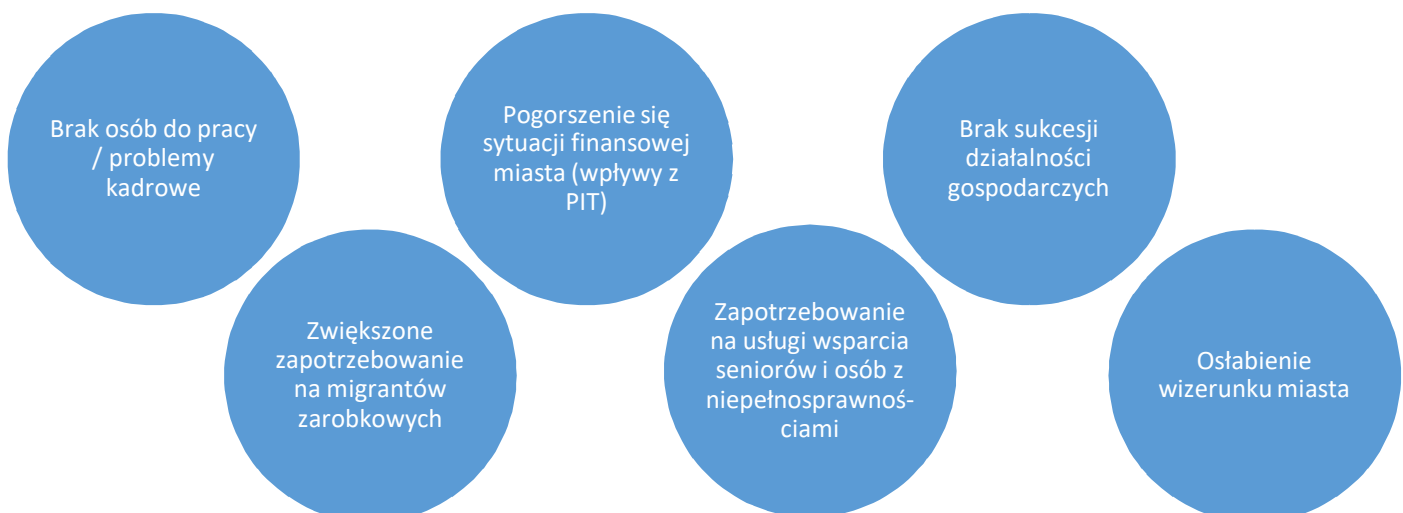 Brak osób do pracy
/ problemy
kadrowe
Zwiększone
zapotrzebowanie
na migrantów
zarobkowych
Pogorszenie się
sytuacji finansowej
miasta (wpływy z
PIT)
Zapotrzebowanie
na usługi wsparcia
seniorów i osób z
niepełnosprawnoś-
ciami
Brak sukcesji
działalności
gospodarczych
Osłabienie
wizerunku miasta